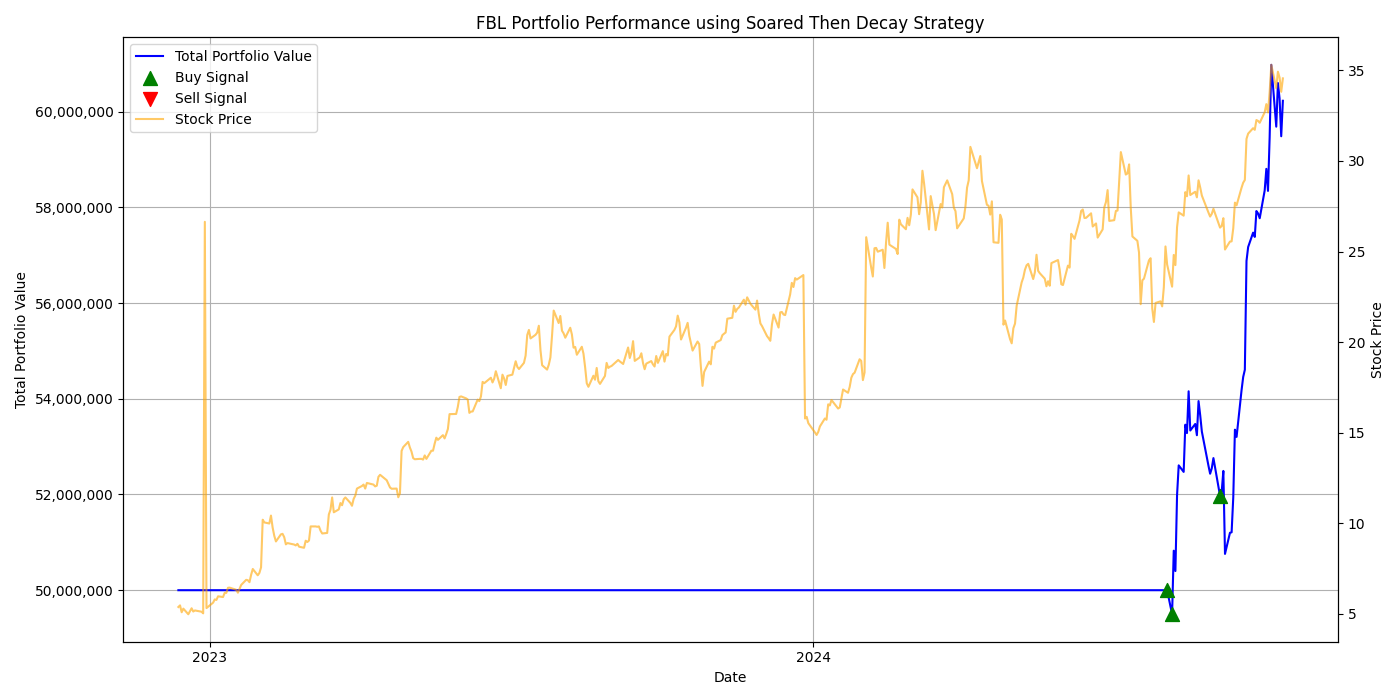 FBL Portfolio Performance using Soared Then Decay Strategy
Total Portfolio Value
Buy Signal
Sell Signal
Stock Price
60,000,000
58,000,000
56,000,000
54,000,000
52,000,000
50,000,000
Total Portfolio Value
35
30
25
20
15
10
5
Stock Price
2023
2024
Date